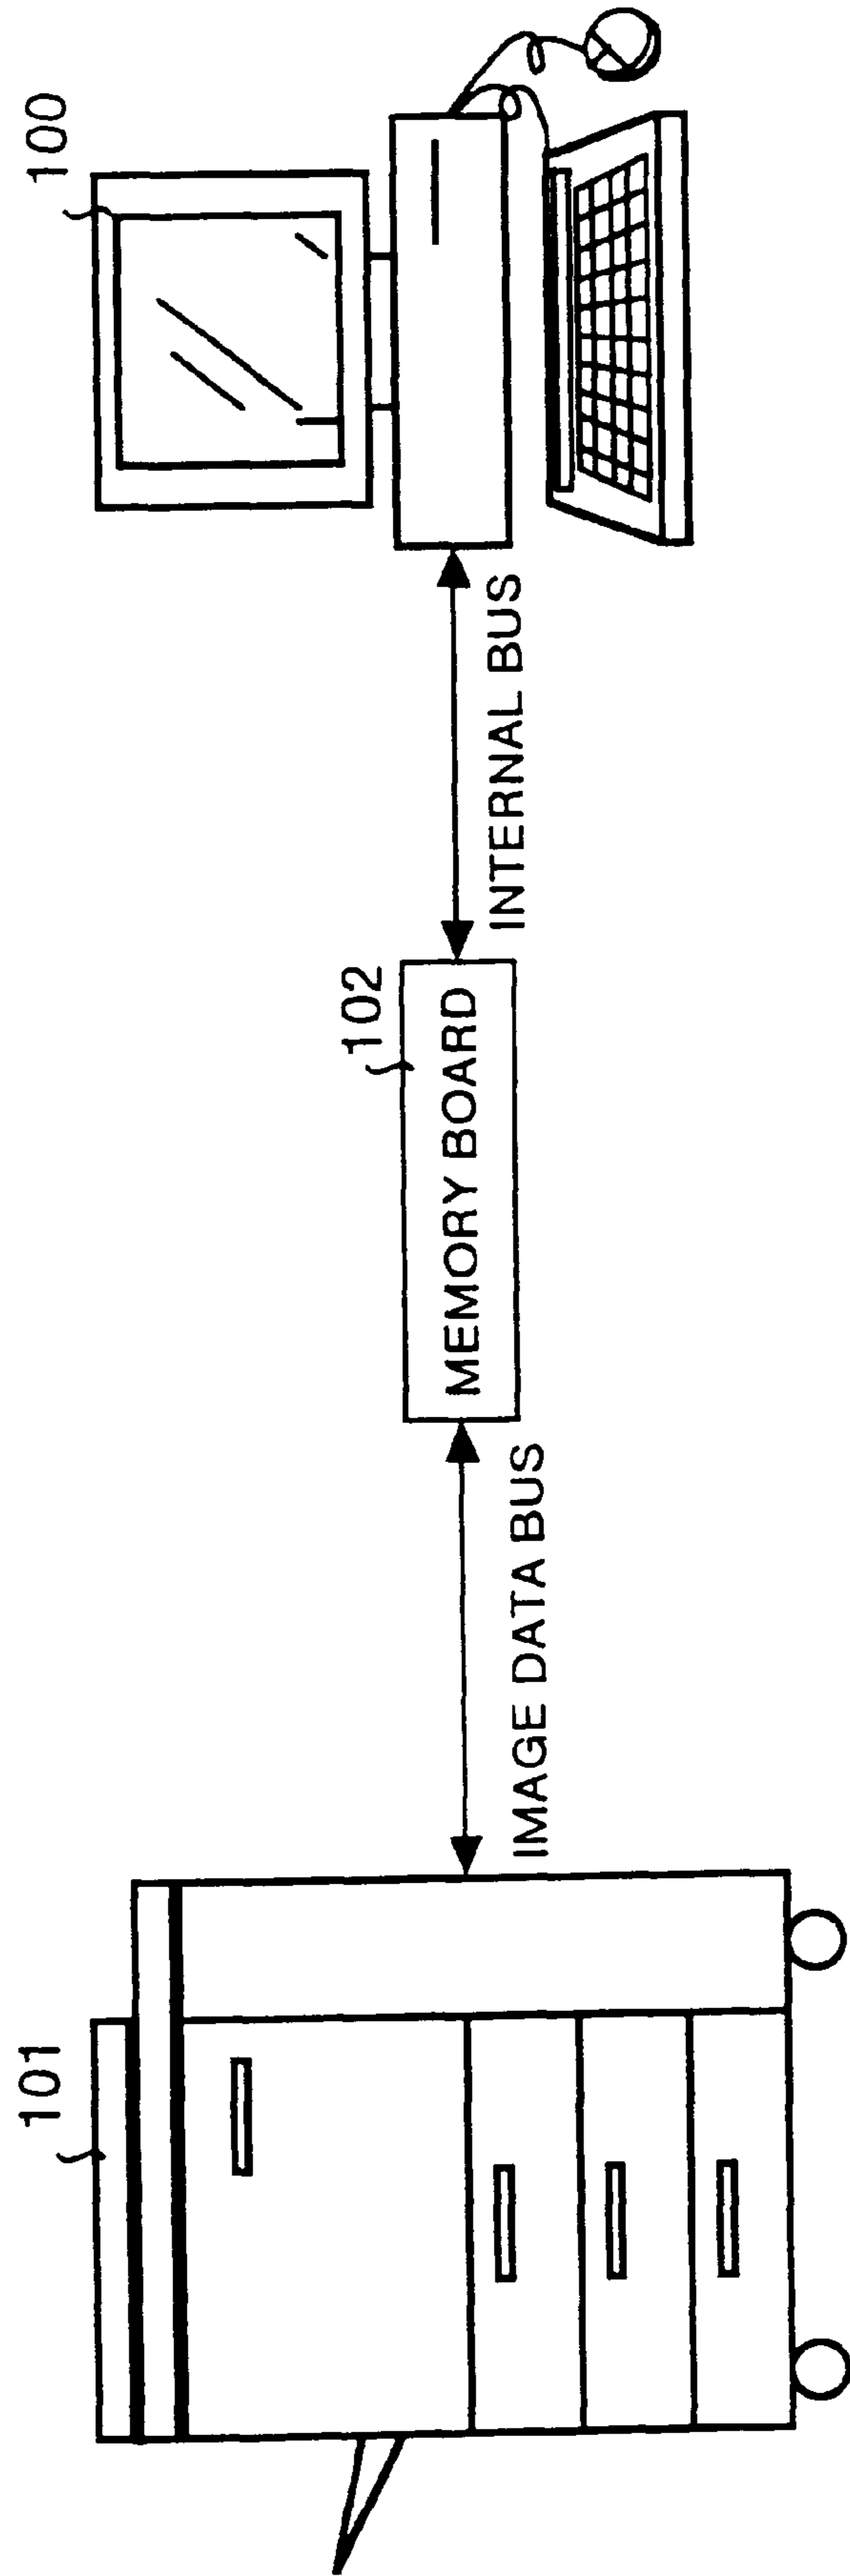 101
IMAGE DATA BUS
102
MEMORY BOARD
INTERNAL BUS
100